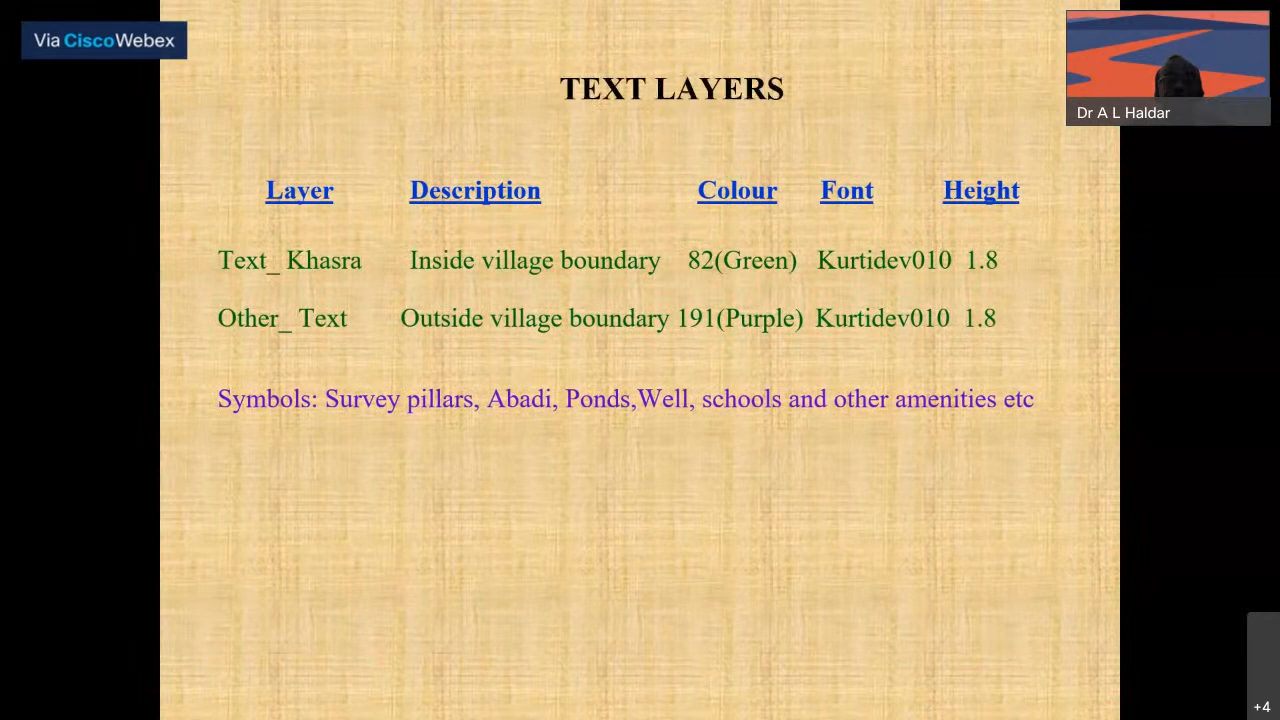 Via CiscoWebex
TEXT LAYERS
Dr A L Haldar
Layer Description Colour Font Height
Text_ Khasra Inside village boundary 82(Green) Kurtidev010 1.8
Other_ Text Outside village boundary 191(Purple) Kurtidev010 1.8
Symbols: Survey pillars, Abadi, Ponds,Well, schools and other amenities etc
+4